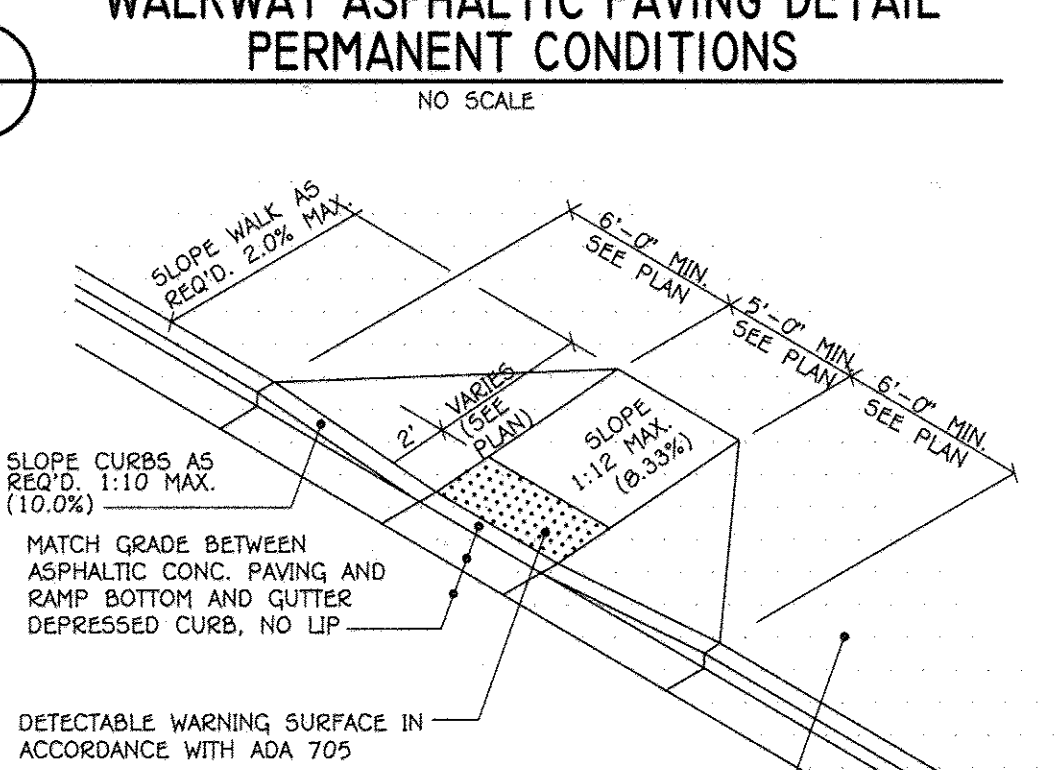 WALKWAY ASPHALTIC PAVING DETAIL
PERMANENT CONDITIONS
NO SCALE
SLOPE WALK AS
REQ'D. 2.0% MAX.
6'-0" MIN.
SEE PLAN
5'-0" MIN.
SEE PLAN
6'-0" MIN.
SEE PLAN
2'
VARIES
(SEE
PLAN)
SLOPE
1:12 MAX.
(8.33%)
SLOPE CURBS AS
REQ'D. 1:10 MAX.
(10.0%)
MATCH GRADE BETWEEN
ASPHALTIC CONC. PAVING AND
RAMP BOTTOM AND GUTTER
DEPRESSED CURB, NO LIP
DETECTABLE WARNING SURFACE IN
ACCORDANCE WITH ADA 705